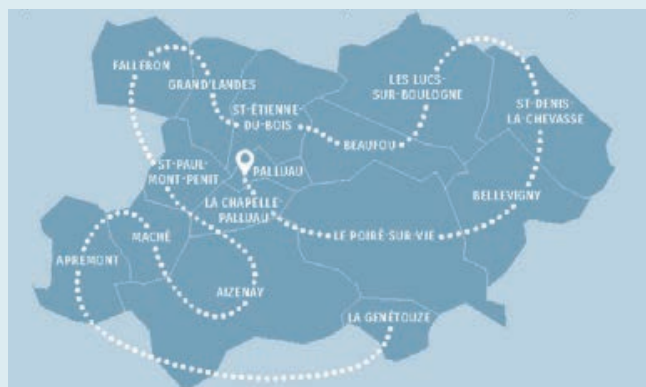 FALLERON
GRAND'LANDES
LES LUCS-
SUR-BOULOGNE
ST-ÉTIENNE
DU-BOIS
ST-DENIS-
LA-CHEVASSE
BEAUFOU
ST-PAUL-
MONT-PENIT
PALLUAU
BELLEVIGNY
LA CHAPELLE
PALLUAU
MACHÉ
LE POIRÉ-SUR-VIE
APREMONT
AIZENAY
LA GENÉTOUZE